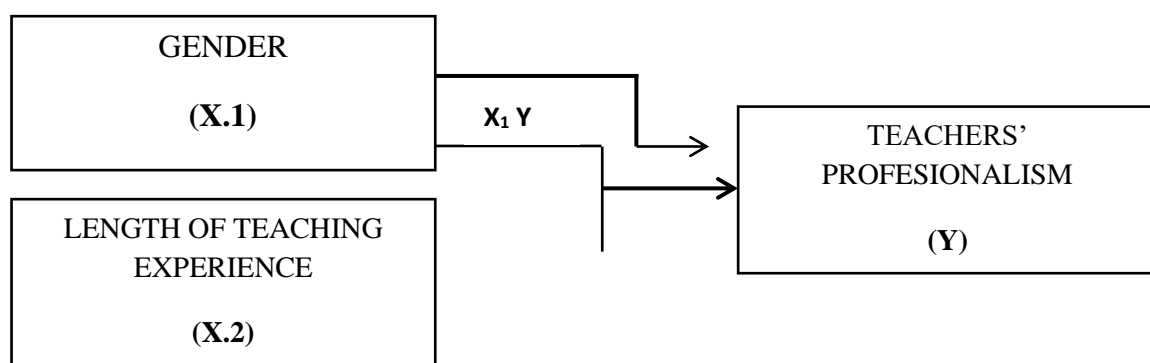 GENDER
(X.1)
X₁ Y
TEACHERS'
PROFESIONALISM
(Y)
LENGTH OF TEACHING
EXPERIENCE
(X.2)